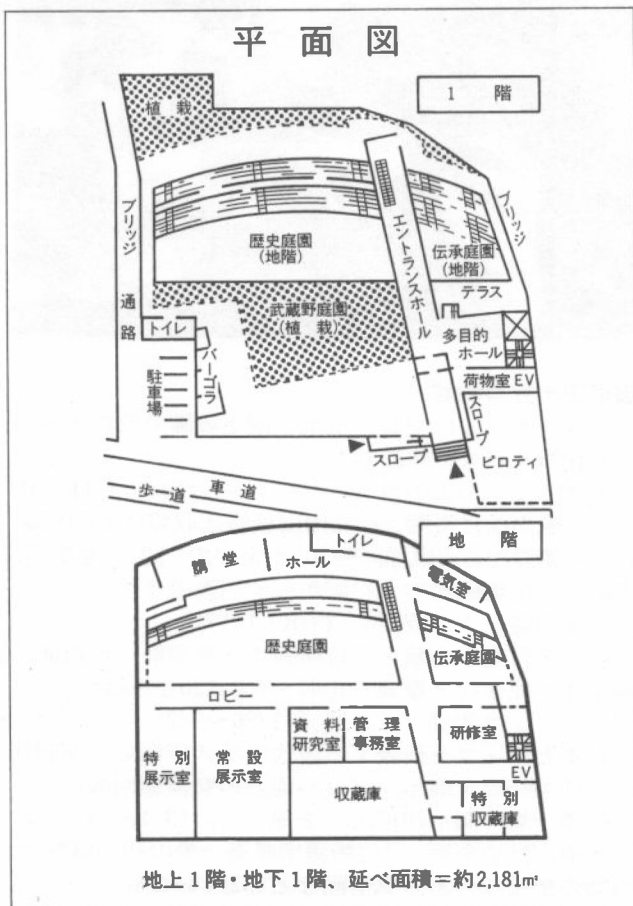 平面図
1 階
植栽
ブリッジ
通路
歴史庭園
(地階)
エントランスホール
伝承庭園
(地階)
ブリッジ
テラス
武蔵野庭園
(植栽)
多目的
ホール
トイレ
パーゴラ
駐車場
荷物室 EV
スロープ
スロープ
ピロティ
車道
歩道
地 階
講堂
ホール
トイレ
電気室
歴史庭園
伝承庭園
ロビー
特別
展示室
常設
展示室
資料
研究室
管理
事務室
研修室
EV
収蔵庫
特別
収蔵庫
地上1階・地下1階、延べ面積=約2,181㎡